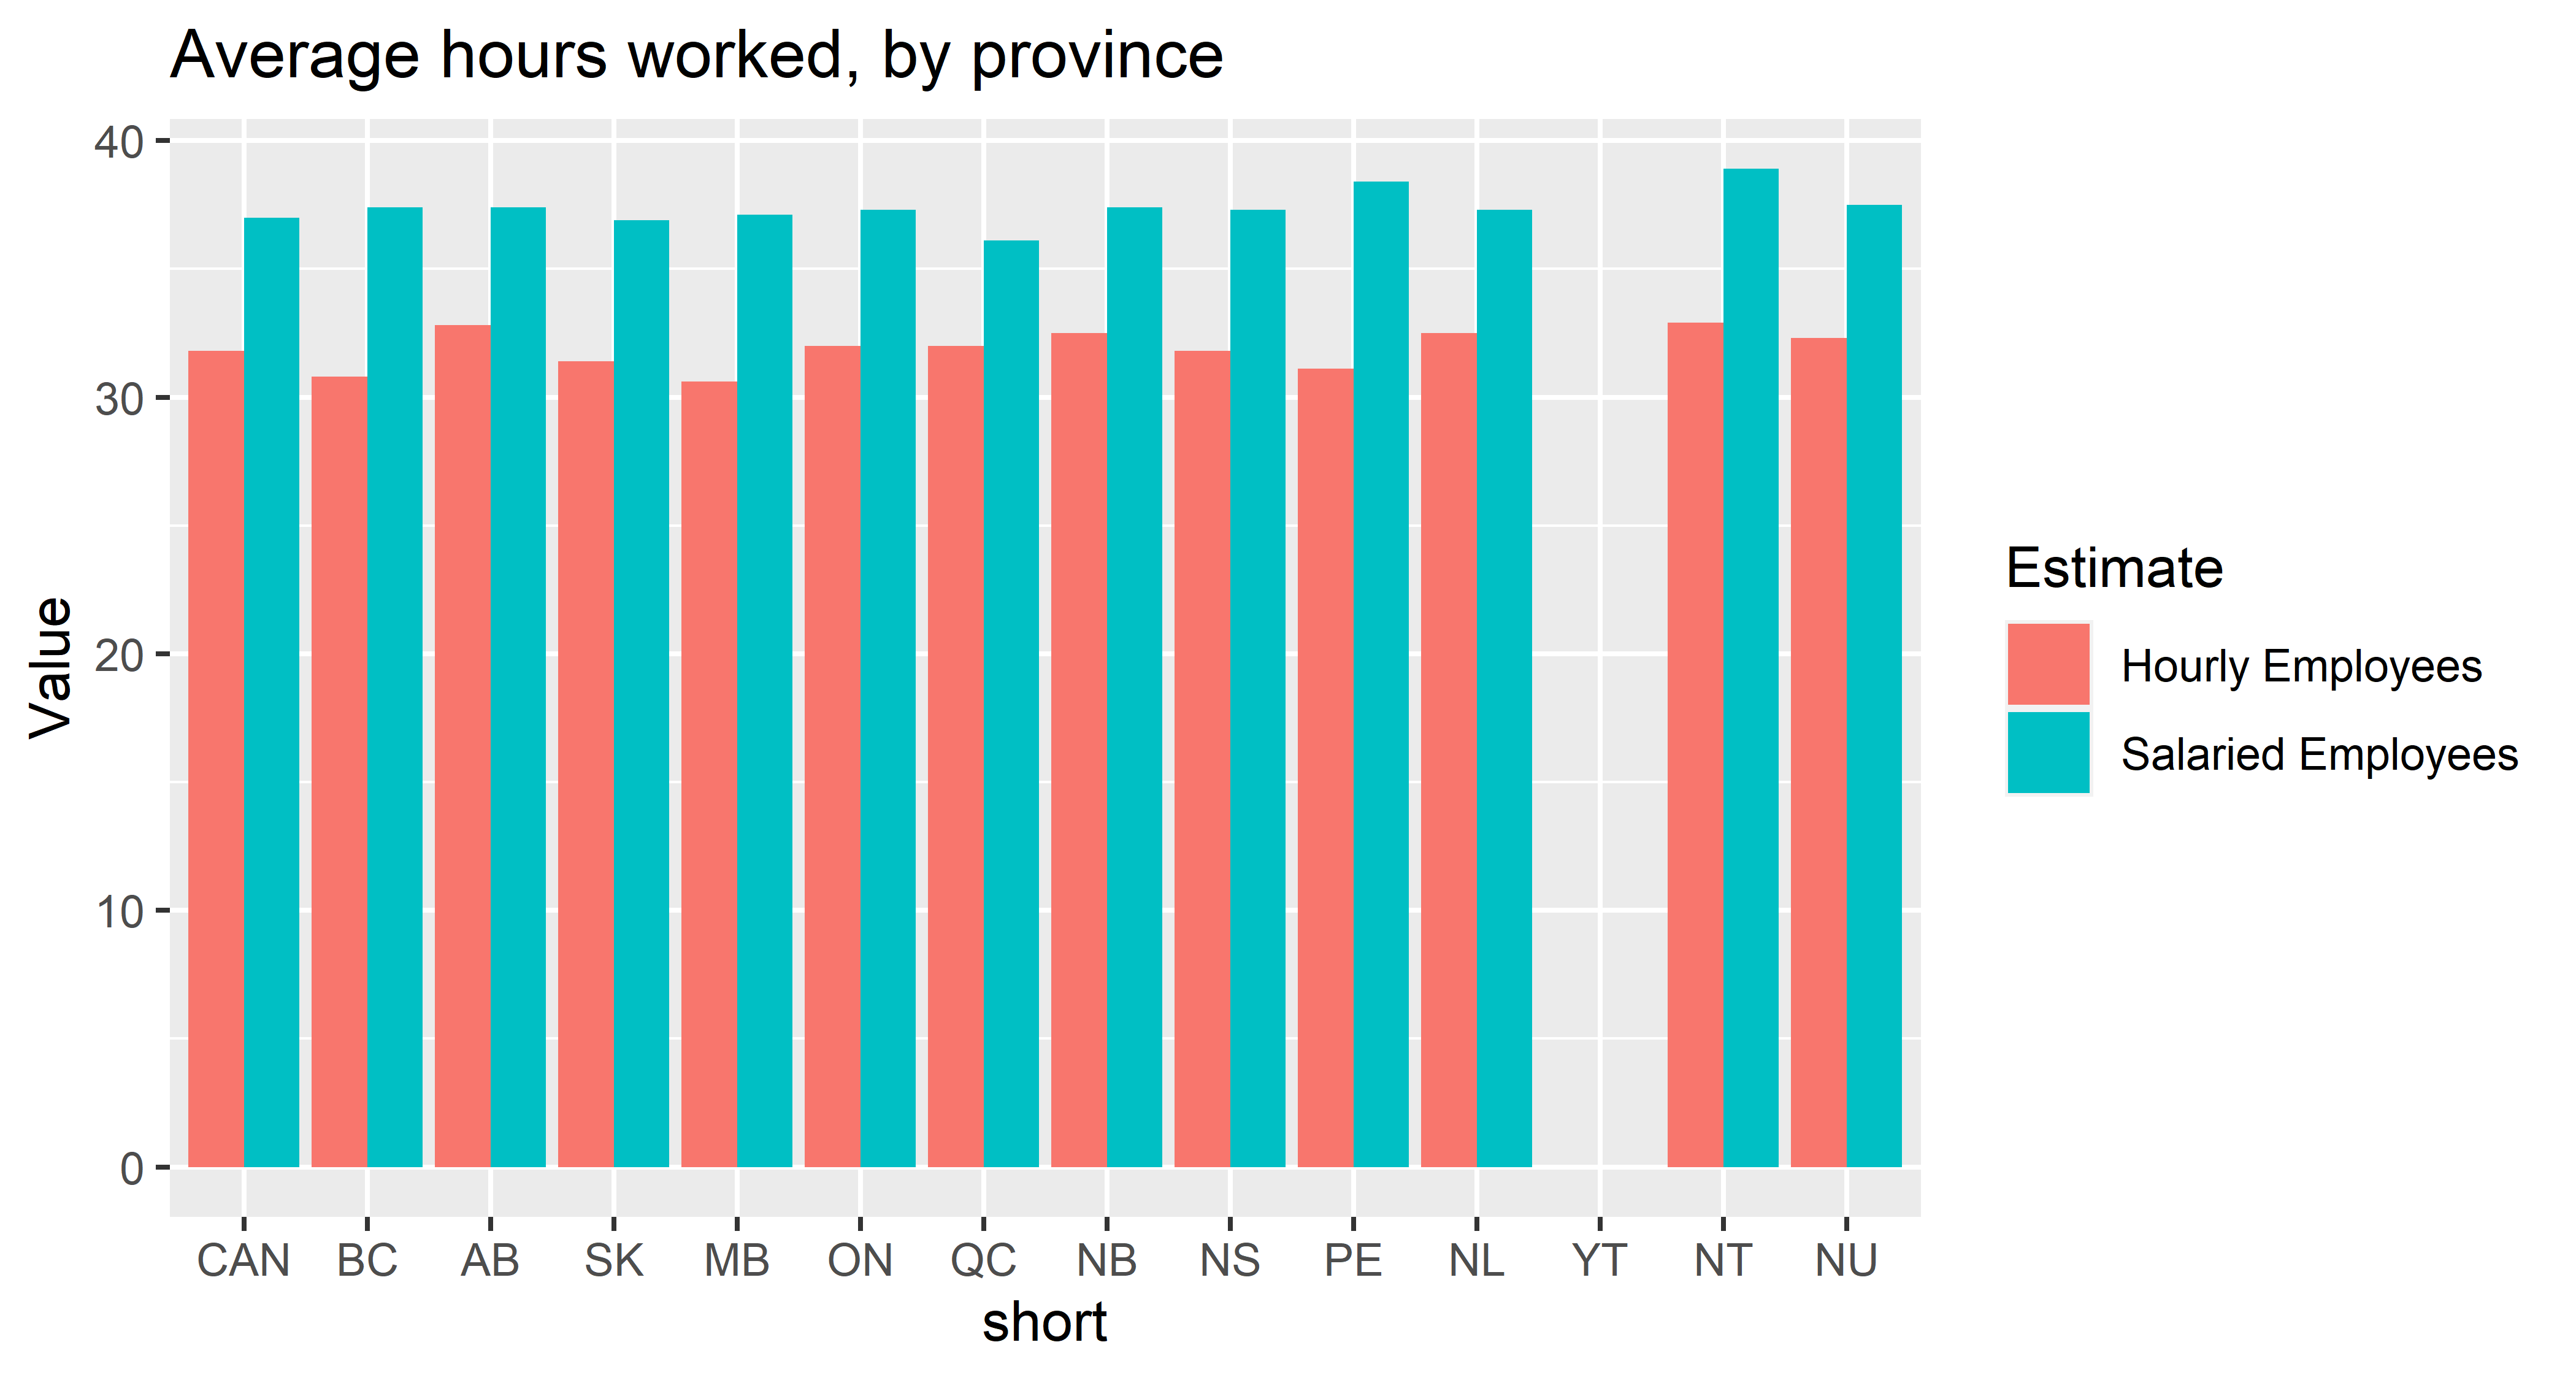 Average hours worked, by province
40
30
20
10
0
Value
CAN BC AB SK MB ON QC NB NS PE NL YT NT NU
short
Estimate
Hourly Employees
Salaried Employees